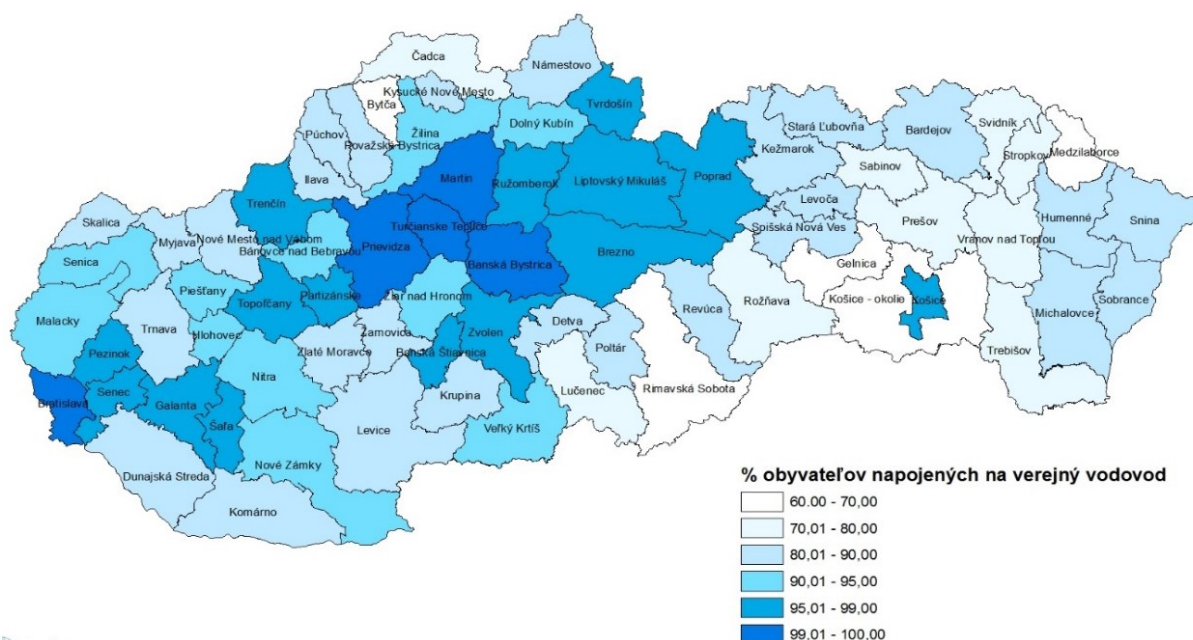 Čadca
Námestovo
Kysucké Nové Mesto
Bytča
Tvrdošín
Dolný Kubín
Púchov
Žilina
Považská Bystrica
Stará Ľubovňa
Bardejov
Svidník
Stropkov
Medzilaborce
Kežmarok
Sabinov
Ilava
Martin
Ružomberok
Liptovský Mikuláš
Poprad
Levoča
Trenčín
Prešov
Humenné
Snina
Skalica
Myjava
Nové Mesto nad Váhom
Turčianske Teplice
Spišská Nová Ves
Vranov nad Topľou
Bánovce nad Bebravou
Prievidza
Banská Bystrica
Brezno
Gelnica
Senica
Piešťany
Topoľčany
Partizánske
Žiar nad Hronom
Rožňava
Košice - okolie
Košice
Sobrance
Michalovce
Malacky
Trnava
Hlohovec
Zlaté Moravce
Žarnovica
Banská Štiavnica
Zvolen
Detva
Revúca
Poltár
Trebišov
Pezinok
Nitra
Bratislava
Senec
Galanta
Šaľa
Levice
Krupina
Lučenec
Rimavská Sobota
Veľký Krtíš
Dunajská Streda
Nové Zámky
Komárno
% obyvateľov napojených na verejný vodovod
60.00 - 70,00
70,01 - 80,00
80,01 - 90,00
90,01 - 95,00
95,01 - 99,00
99,01 - 100,00